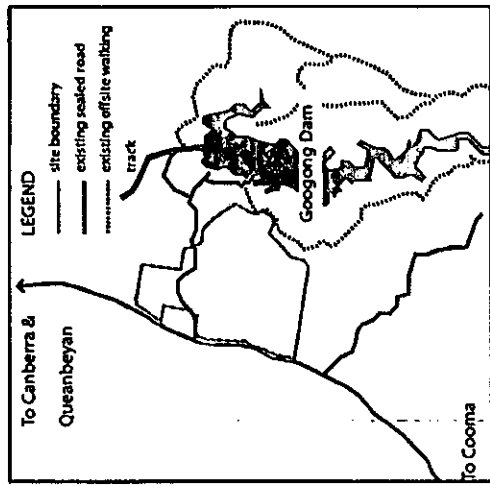 To Canberra &
Queanbeyan
LEGEND
site boundary
existing sealed road
existing offsite walking
track
Googong Dam
To Cooma